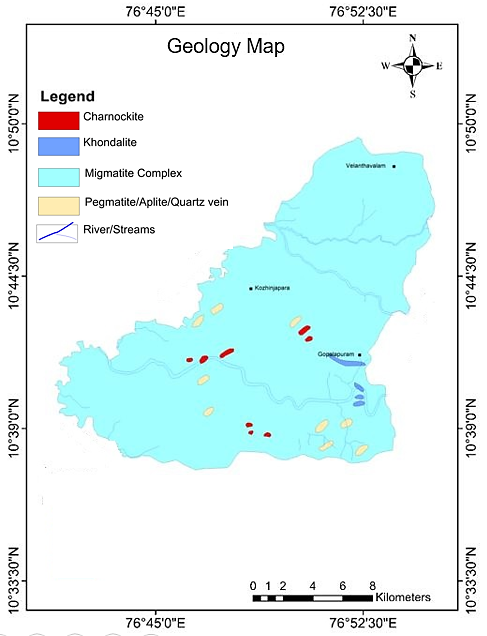 76°45'0"E 76°52'30"E
Geology Map
N
W E
S
Legend
Charnockite
Khondalite
Migmatite Complex
Pegmatite/Aplite/Quartz vein
River/Streams
10°50'0"N 10°50'0"N
Velanthavalam
10°44'30"N 10°44'30"N
Kozhinjapara
Gopalapuram
10°39'0"N 10°39'0"N
10°33'30"N 10°33'30"N
0 1 2 4 6 8
Kilometers
76°45'0"E 76°52'30"E